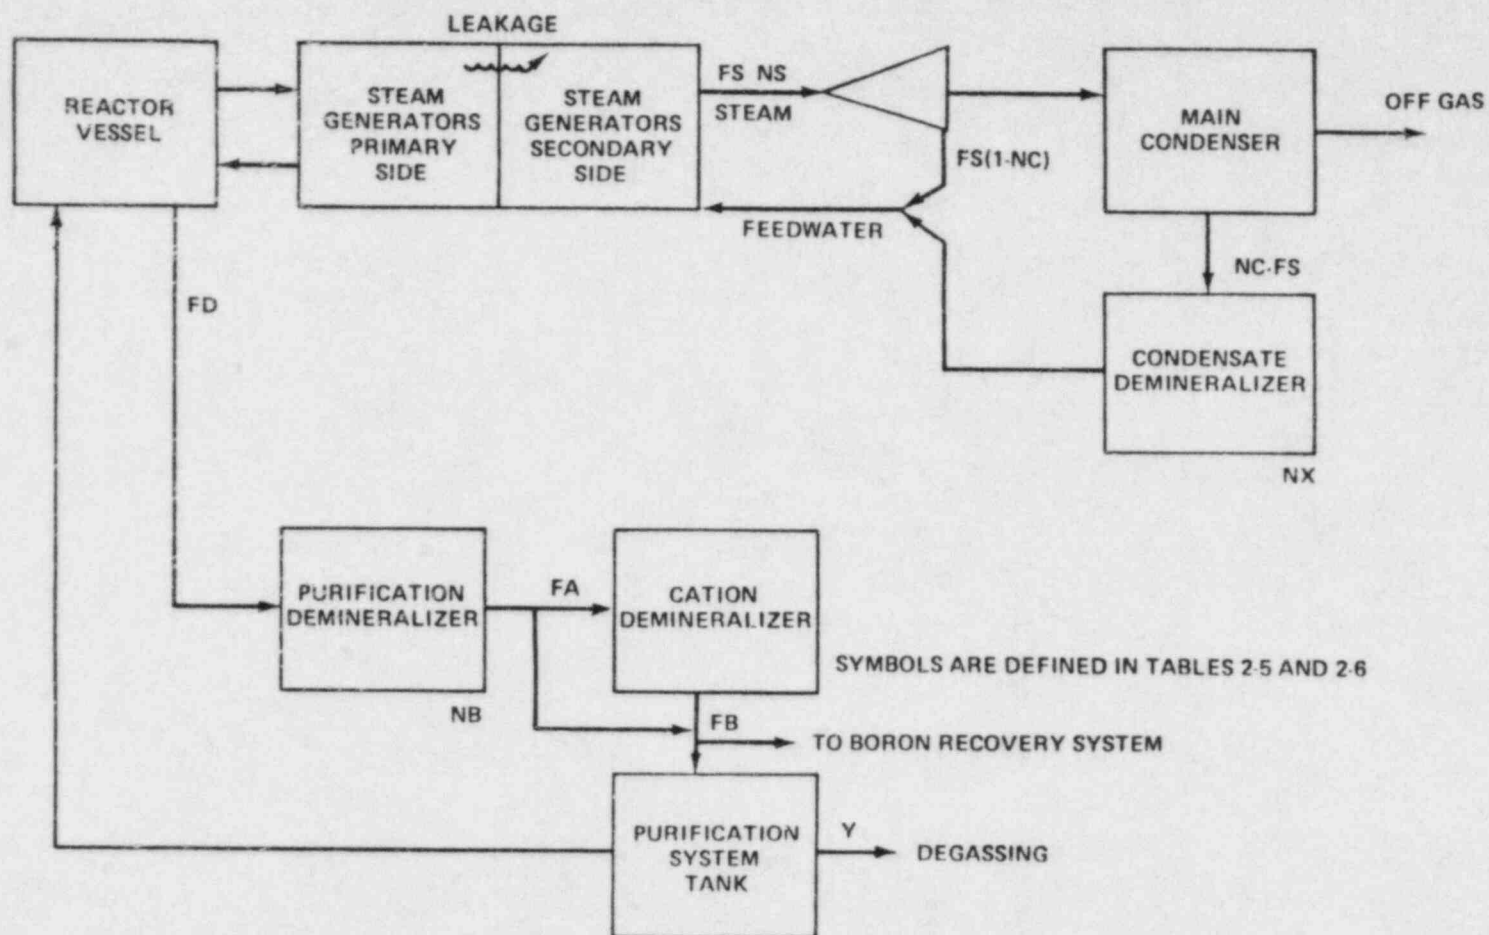 LEAKAGE
REACTOR
VESSEL
STEAM
GENERATORS
PRIMARY
SIDE
STEAM
GENERATORS
SECONDARY
SIDE
FS NS
STEAM
FS(1-NC)
FEEDWATER
MAIN
CONDENSER
OFF GAS
NC·FS
CONDENSATE
DEMINERALIZER
NX
FD
PURIFICATION
DEMINERALIZER
NB
FA
CATION
DEMINERALIZER
SYMBOLS ARE DEFINED IN TABLES 2-5 AND 2-6
FB
TO BORON RECOVERY SYSTEM
PURIFICATION
SYSTEM
TANK
Y
DEGASSING